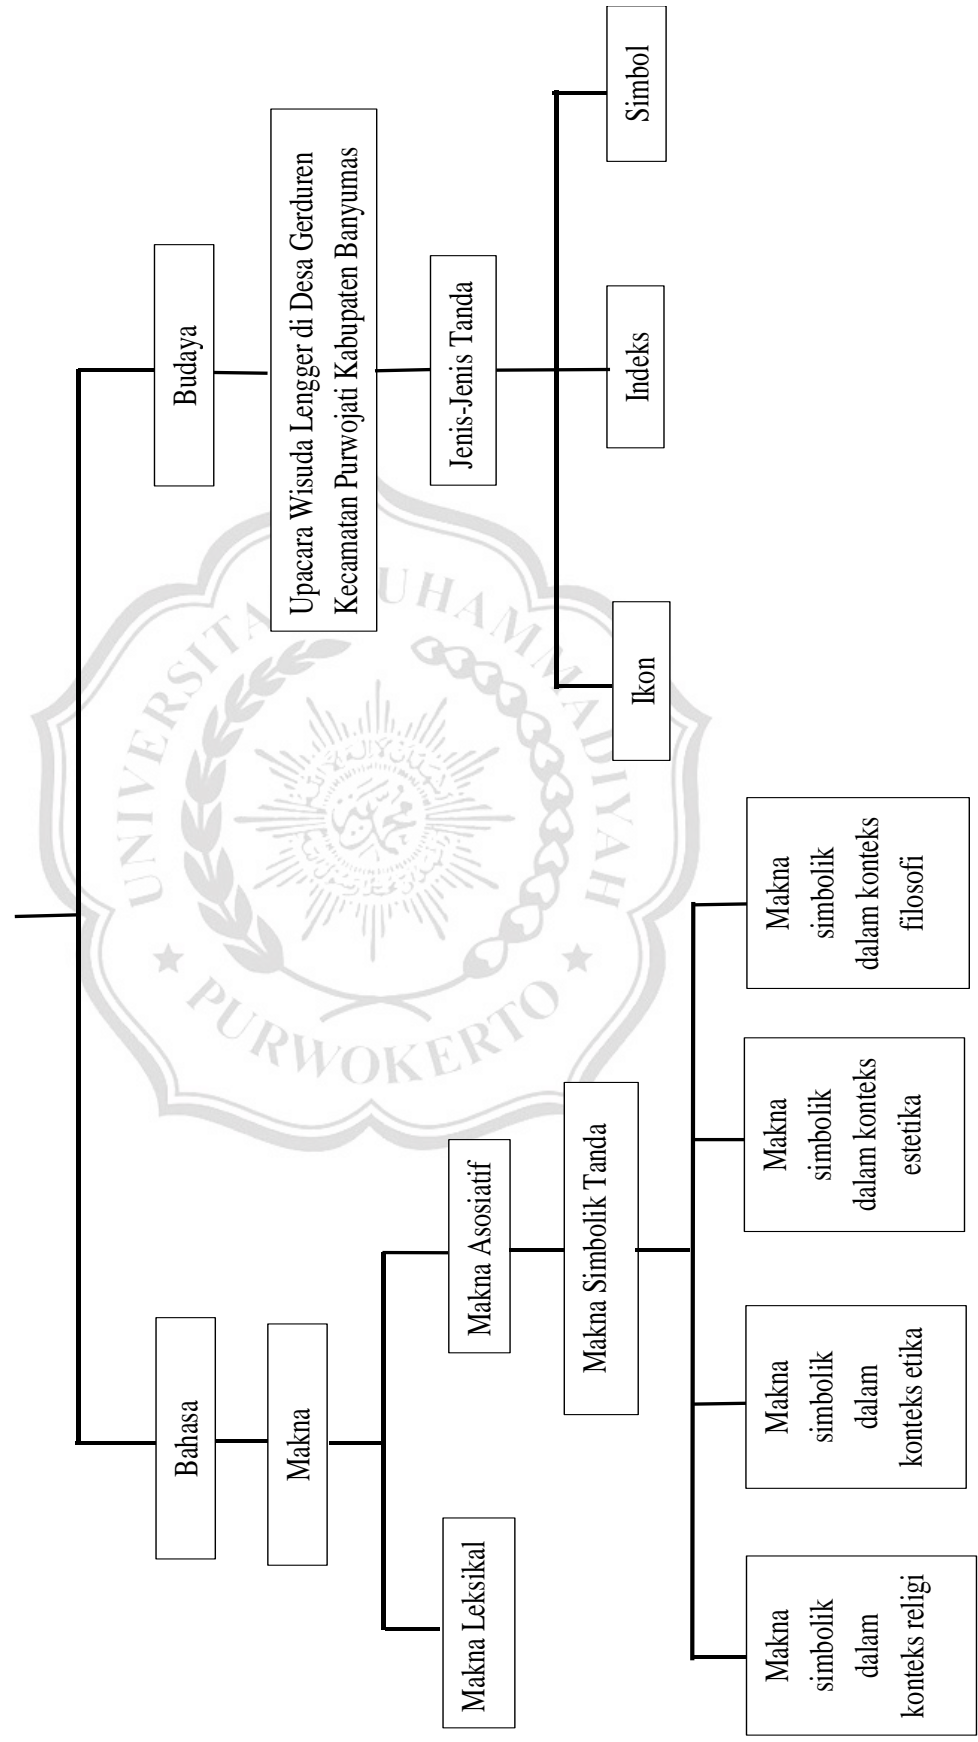 Bahasa
Budaya
Makna
Upacara Wisuda Lengger di Desa Gerduren
Kecamatan Purwojati Kabupaten Banyumas
Makna Leksikal
Makna Asosiatif
Jenis-Jenis Tanda
Makna Simbolik Tanda
Ikon
Indeks
Simbol
Makna
simbolik
dalam
konteks religi
Makna
simbolik
dalam
konteks etika
Makna
simbolik
dalam konteks
estetika
Makna
simbolik
dalam konteks
filosofi
UNIVERSITA UHAMMADIYAH
PURWOKERTO